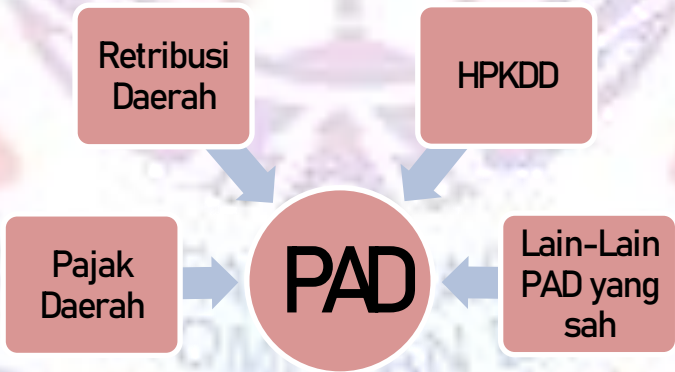 Retribusi
Daerah
HPKDD
Pajak
Daerah
PAD
Lain-Lain
PAD yang
sah